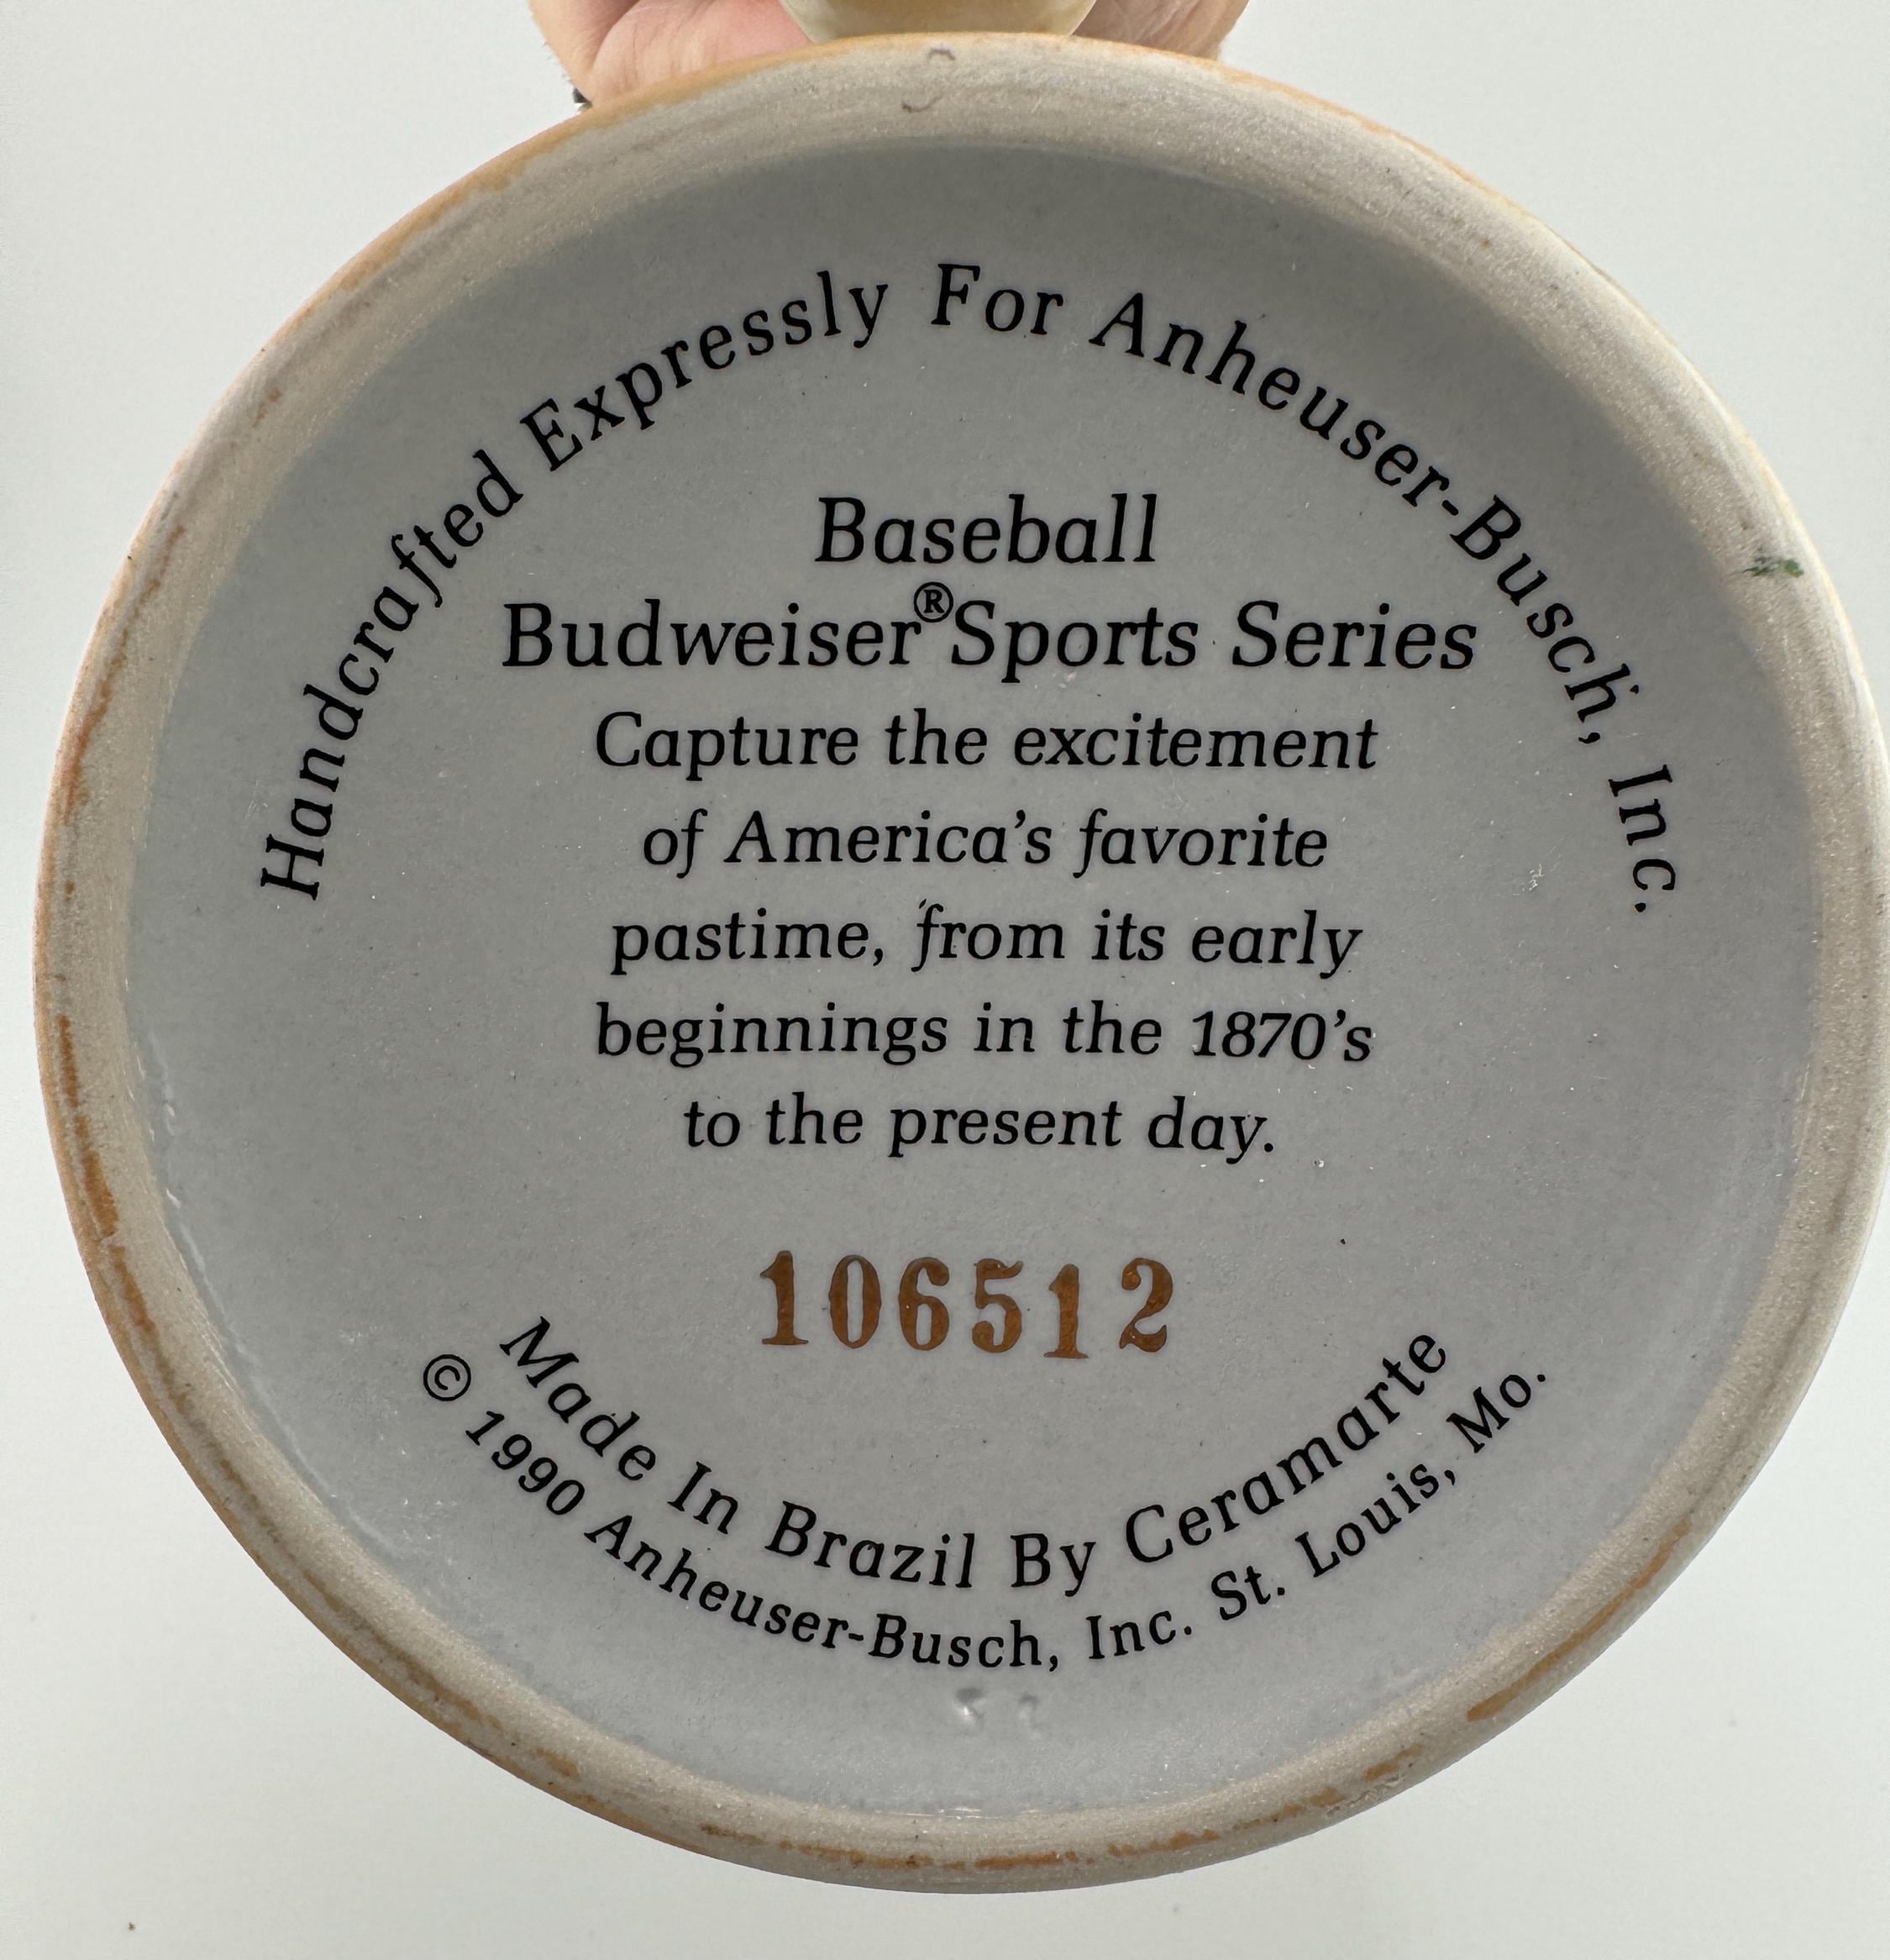 Handcrafted Expressly For Anheuser-Busch, Inc.
Baseball
Budweiser® Sports Series
Capture the excitement
of America's favorite
pastime, from its early
beginnings in the 1870's
to the present day.
106512
Made In Brazil By Ceramarte
© 1990 Anheuser-Busch, Inc. St. Louis, Mo.